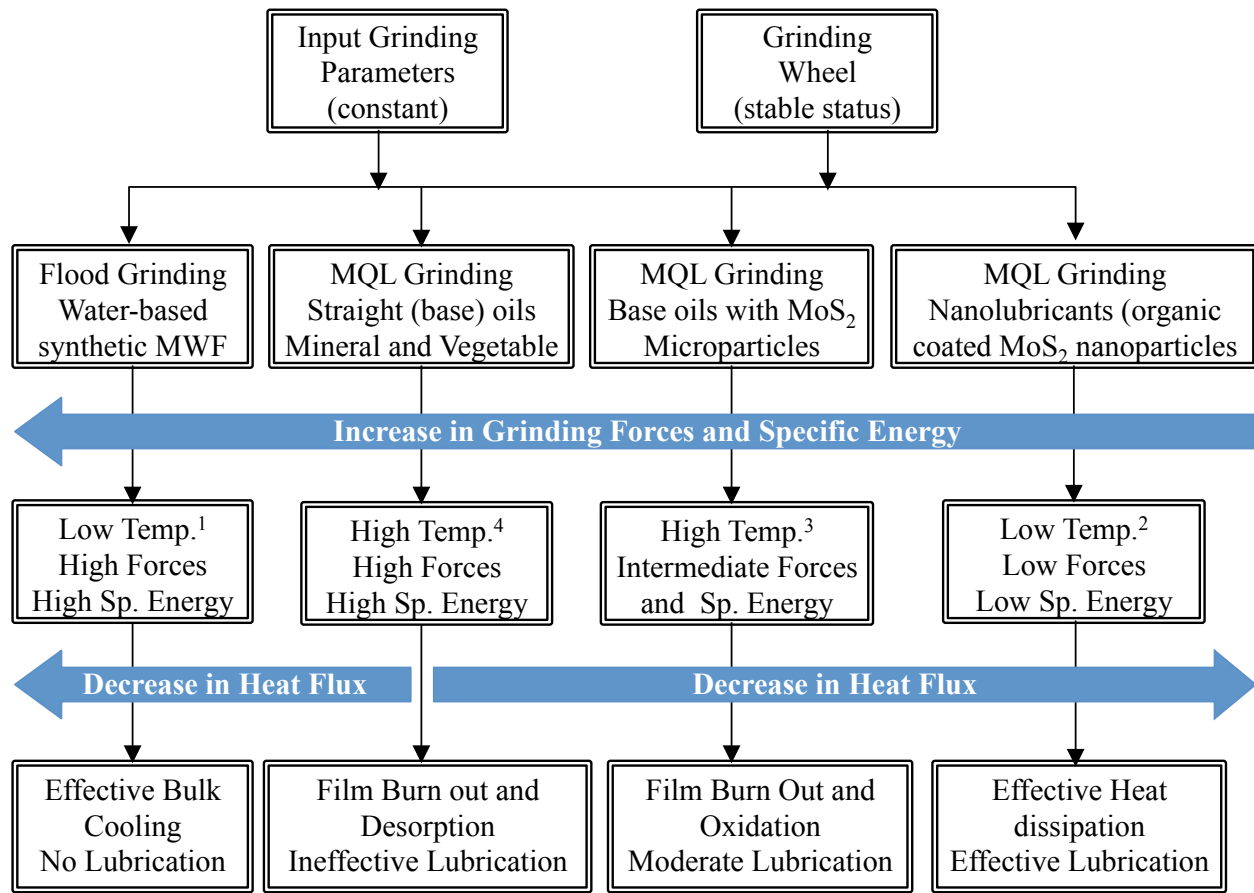 Input Grinding
Parameters
(constant)
Grinding
Wheel
(stable status)
Flood Grinding
Water-based
synthetic MWF
MQL Grinding
Straight (base) oils
Mineral and Vegetable
MQL Grinding
Base oils with MoS₂
Microparticles
MQL Grinding
Nanolubricants (organic
coated MoS₂ nanoparticles
Increase in Grinding Forces and Specific Energy
Low Temp.¹
High Forces
High Sp. Energy
High Temp.⁴
High Forces
High Sp. Energy
High Temp.³
Intermediate Forces
and Sp. Energy
Low Temp.²
Low Forces
Low Sp. Energy
Decrease in Heat Flux
Decrease in Heat Flux
Effective Bulk
Cooling
No Lubrication
Film Burn out and
Desorption
Ineffective Lubrication
Film Burn Out and
Oxidation
Moderate Lubrication
Effective Heat
dissipation
Effective Lubrication